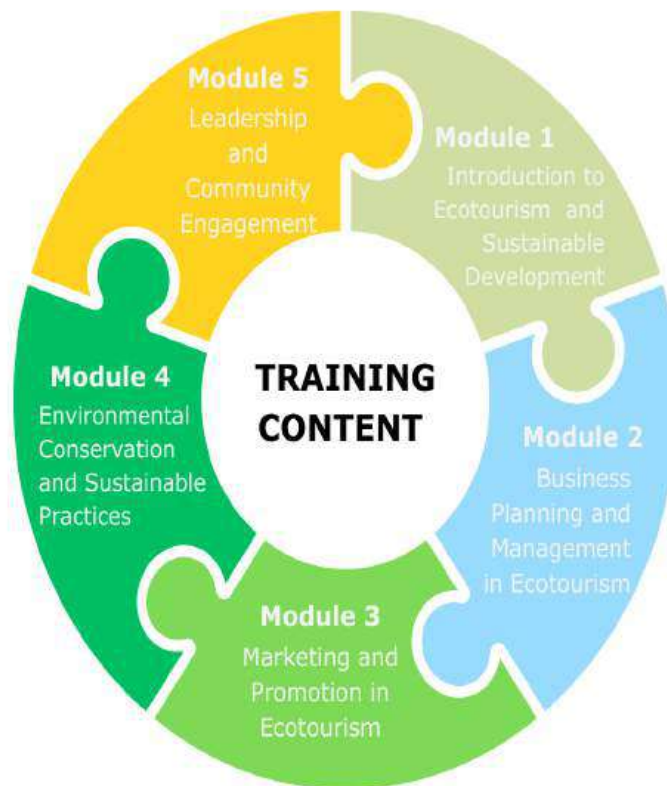 TRAINING
CONTENT
Module 1
Introduction to
Ecotourism and
Sustainable
Development
Module 2
Business
Planning and
Management
in Ecotourism
Module 3
Marketing and
Promotion in
Ecotourism
Module 4
Environmental
Conservation
and Sustainable
Practices
Module 5
Leadership
and
Community
Engagement